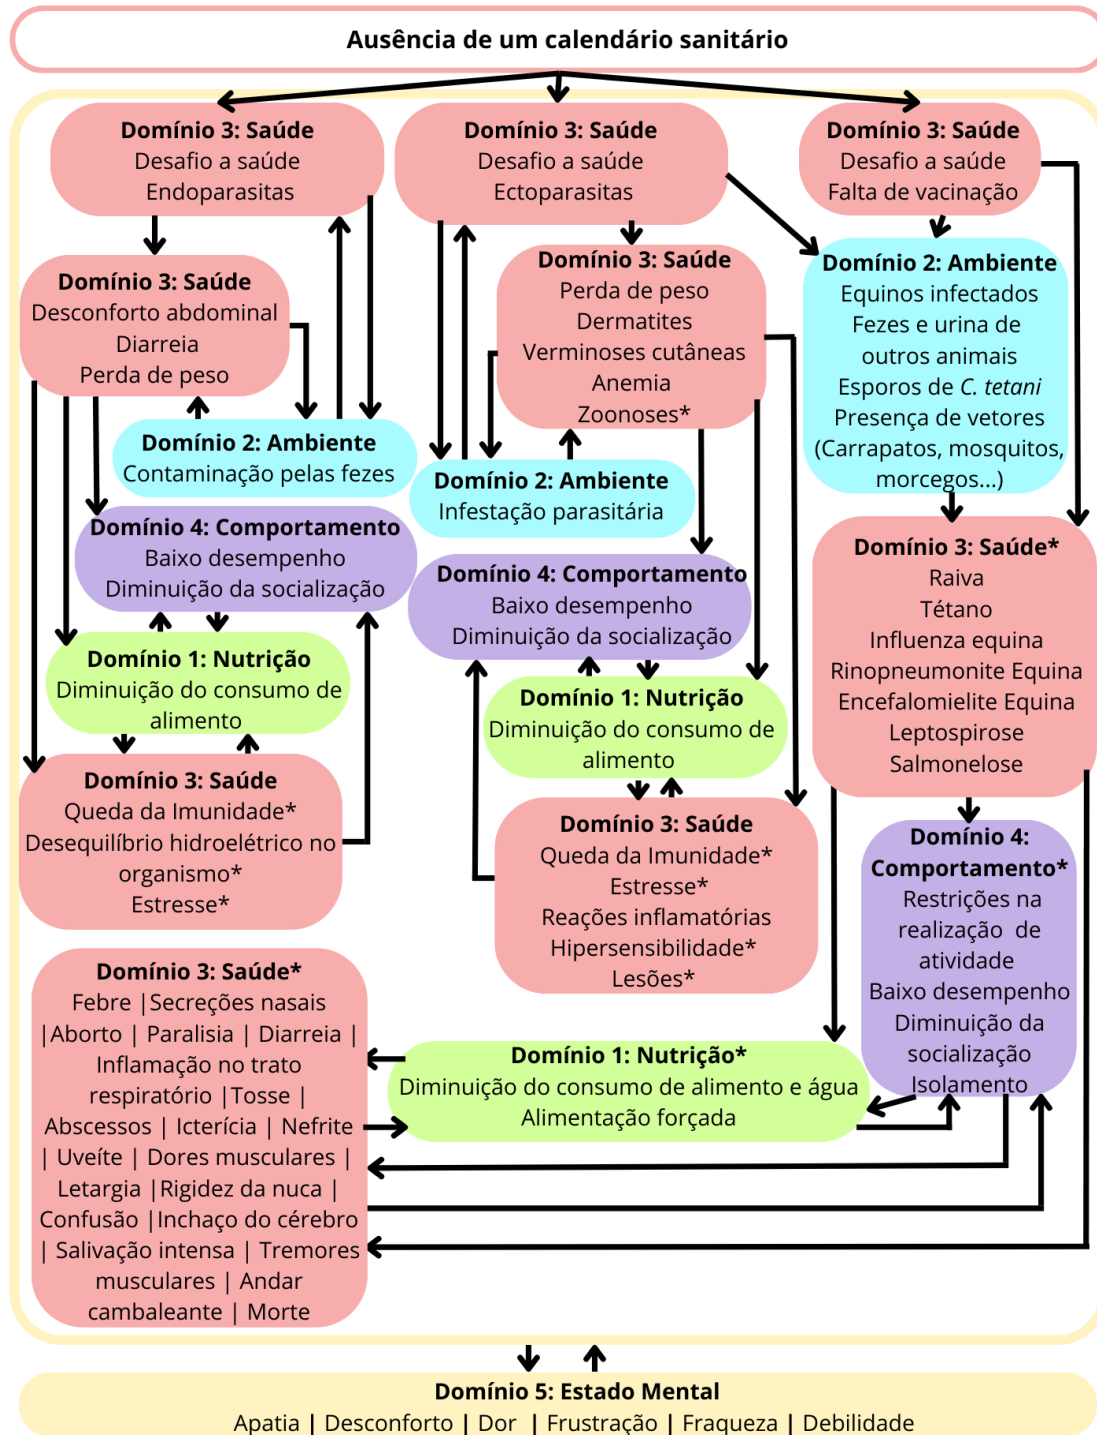 Ausência de um calendário sanitário
Domínio 3: Saúde
Desafio a saúde
Endoparasitas
Domínio 3: Saúde
Desafio a saúde
Ectoparasitas
Domínio 3: Saúde
Desafio a saúde
Falta de vacinação
Domínio 3: Saúde
Desconforto abdominal
Diarreia
Perda de peso
Domínio 3: Saúde
Perda de peso
Dermatites
Verminoses cutâneas
Anemia
Zoonoses*
Domínio 2: Ambiente
Equinos infectados
Fezes e urina de
outros animais
Esporos de C. tetani
Presença de vetores
(Carrapatos, mosquitos,
morcegos...)
Domínio 2: Ambiente
Contaminação pelas fezes
Domínio 2: Ambiente
Infestação parasitária
Domínio 4: Comportamento
Baixo desempenho
Diminuição da socialização
Domínio 4: Comportamento
Baixo desempenho
Diminuição da socialização
Domínio 3: Saúde*
Raiva
Tétano
Influenza equina
Rinopneumonite Equina
Encefalomielite Equina
Leptospirose
Salmonelose
Domínio 1: Nutrição
Diminuição do consumo de
alimento
Domínio 1: Nutrição
Diminuição do consumo de
alimento
Domínio 3: Saúde
Queda da Imunidade*
Desequilíbrio hidroelétrico no
organismo*
Estresse*
Domínio 3: Saúde
Queda da Imunidade*
Estresse*
Reações inflamatórias
Hipersensibilidade*
Lesões*
Domínio 4:
Comportamento*
Restrições na
realização de
atividade
Baixo desempenho
Diminuição da
socialização
Isolamento
Domínio 3: Saúde*
Febre |Secreções nasais
|Aborto | Paralisia | Diarreia |
Inflamação no trato
respiratório |Tosse |
Abscessos | Icterícia | Nefrite
| Uveíte | Dores musculares |
Letargia |Rigidez da nuca |
Confusão |Inchaço do cérebro
| Salivação intensa | Tremores
musculares | Andar
cambaleante | Morte
Domínio 1: Nutrição*
Diminuição do consumo de alimento e água
Alimentação forçada
Domínio 5: Estado Mental
Apatia | Desconforto | Dor | Frustração | Fraqueza | Debilidade